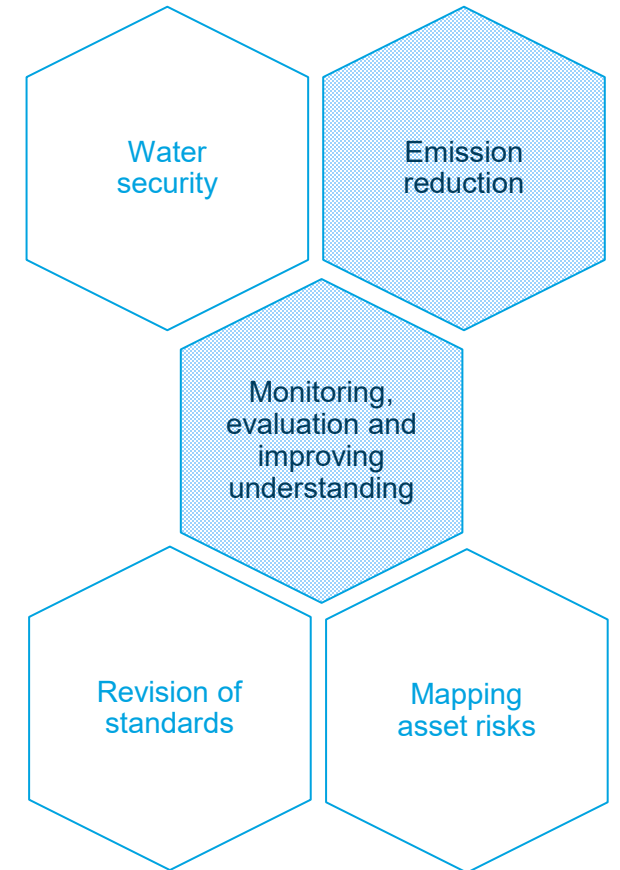 Water
security
Emission
reduction
Monitoring,
evaluation and
improving
understanding
Revision of
standards
Mapping
asset risks